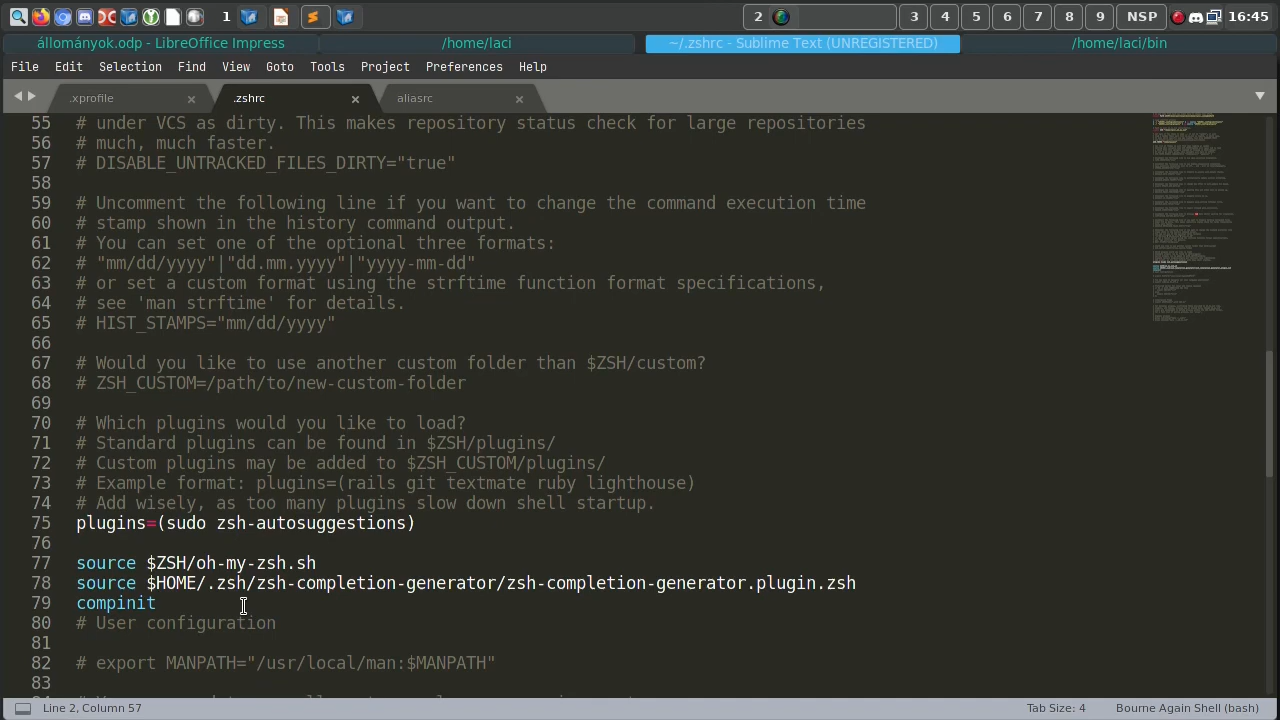 1
2
3
4
5
6
7
8
9
NSP
16:45
állományok.odp - LibreOffice Impress
/home/laci
~/.zshrc - Sublime Text (UNREGISTERED)
/home/laci/bin
File Edit Selection Find View Goto Tools Project Preferences Help
.xprofile
.zshrc
aliasrc
55 # under VCS as dirty. This makes repository status check for large repositories
56 # much, much faster.
57 # DISABLE_UNTRACKED_FILES_DIRTY="true"
58
59 # Uncomment the following line if you want to change the command execution time
60 # stamp shown in the history command output.
61 # You can set one of the optional three formats:
62 # "mm/dd/yyyy"|"dd.mm.yyyy"|"yyyy-mm-dd"
63 # or set a custom format using the strftime function format specifications,
64 # see 'man strftime' for details.
65 # HIST_STAMPS="mm/dd/yyyy"
66
67 # Would you like to use another custom folder than $ZSH/custom?
68 # ZSH_CUSTOM=/path/to/new-custom-folder
69
70 # Which plugins would you like to load?
71 # Standard plugins can be found in $ZSH/plugins/
72 # Custom plugins may be added to $ZSH_CUSTOM/plugins/
73 # Example format: plugins=(rails git textmate ruby lighthouse)
74 # Add wisely, as too many plugins slow down shell startup.
75 plugins=(sudo zsh-autosuggestions)
76
77 source $ZSH/oh-my-zsh.sh
78 source $HOME/.zsh/zsh-completion-generator/zsh-completion-generator.plugin.zsh
79 compinit
80 # User configuration
81
82 # export MANPATH="/usr/local/man:$MANPATH"
83
Line 2, Column 57
Tab Size: 4
Bourne Again Shell (bash)